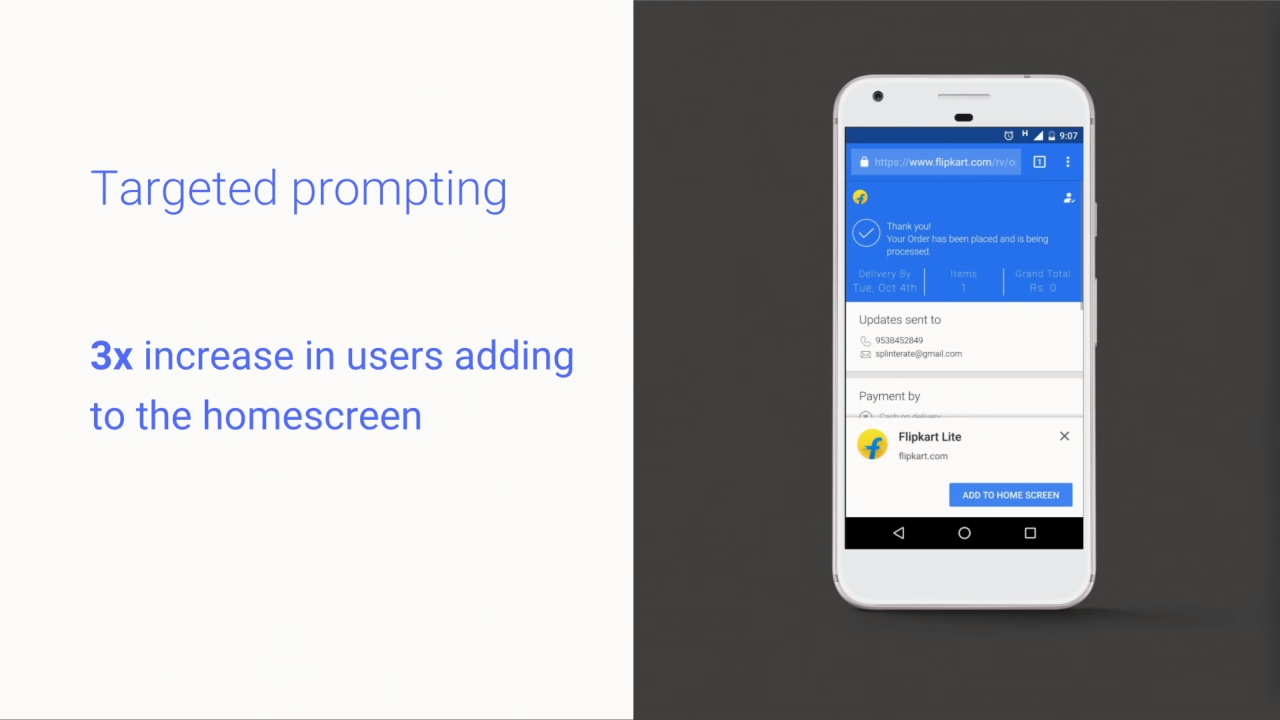 Targeted prompting
3x increase in users adding
to the homescreen
H 9:07
https://www.flipkart.com/rv/o
1
Thank you!
Your Order has been placed and is being
processed.
Delivery By Items Grand Total
Tue, Oct 4th 1 Rs. 0
Updates sent to
9538452849
splinterate@gmail.com
Payment by
Cash on delivery
Flipkart Lite
flipkart.com
ADD TO HOME SCREEN